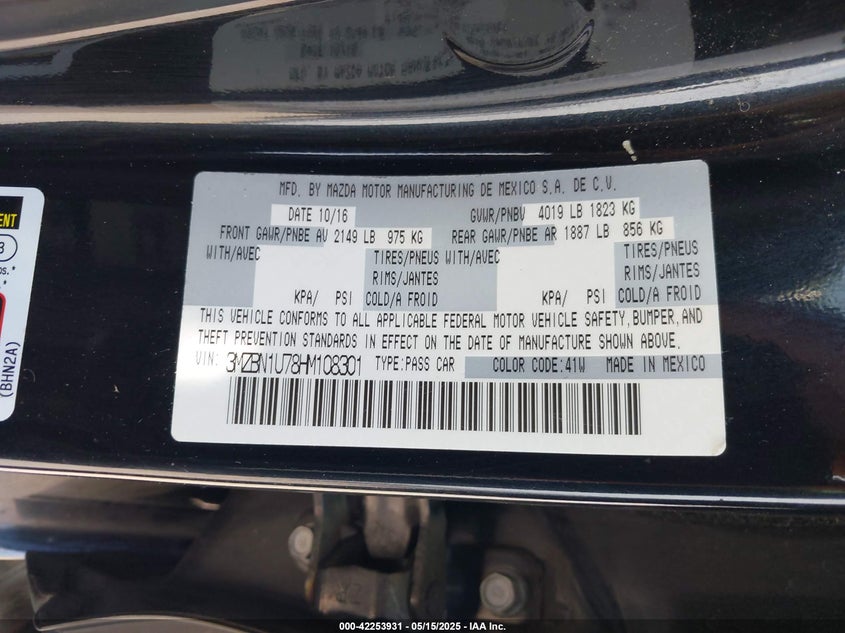 MFD. BY MAZDA MOTOR MANUFACTURING DE MEXICO S.A. DE C.V.
DATE 10/16 GVWR/PNBV 4019 LB 1823 KG
FRONT GAWR/PNBE AV 2149 LB 975 KG REAR GAWR/PNBE AR 1887 LB 856 KG
WITH/AVEC TIRES/PNEUS WITH/AVEC TIRES/PNEUS
RIMS/JANTES RIMS/JANTES
KPA/ PSI COLD/A FROID KPA/ PSI COLD/A FROID
THIS VEHICLE CONFORMS TO ALL APPLICABLE FEDERAL MOTOR VEHICLE SAFETY, BUMPER, AND
THEFT PREVENTION STANDARDS IN EFFECT ON THE DATE OF MANUFACTURE SHOWN ABOVE.
VIN: 3MZBN1U78HM108301 TYPE:PASS CAR COLOR CODE:41W MADE IN MEXICO
(BHN2A)
000-42253931 - 05/15/2025 - IAA Inc.